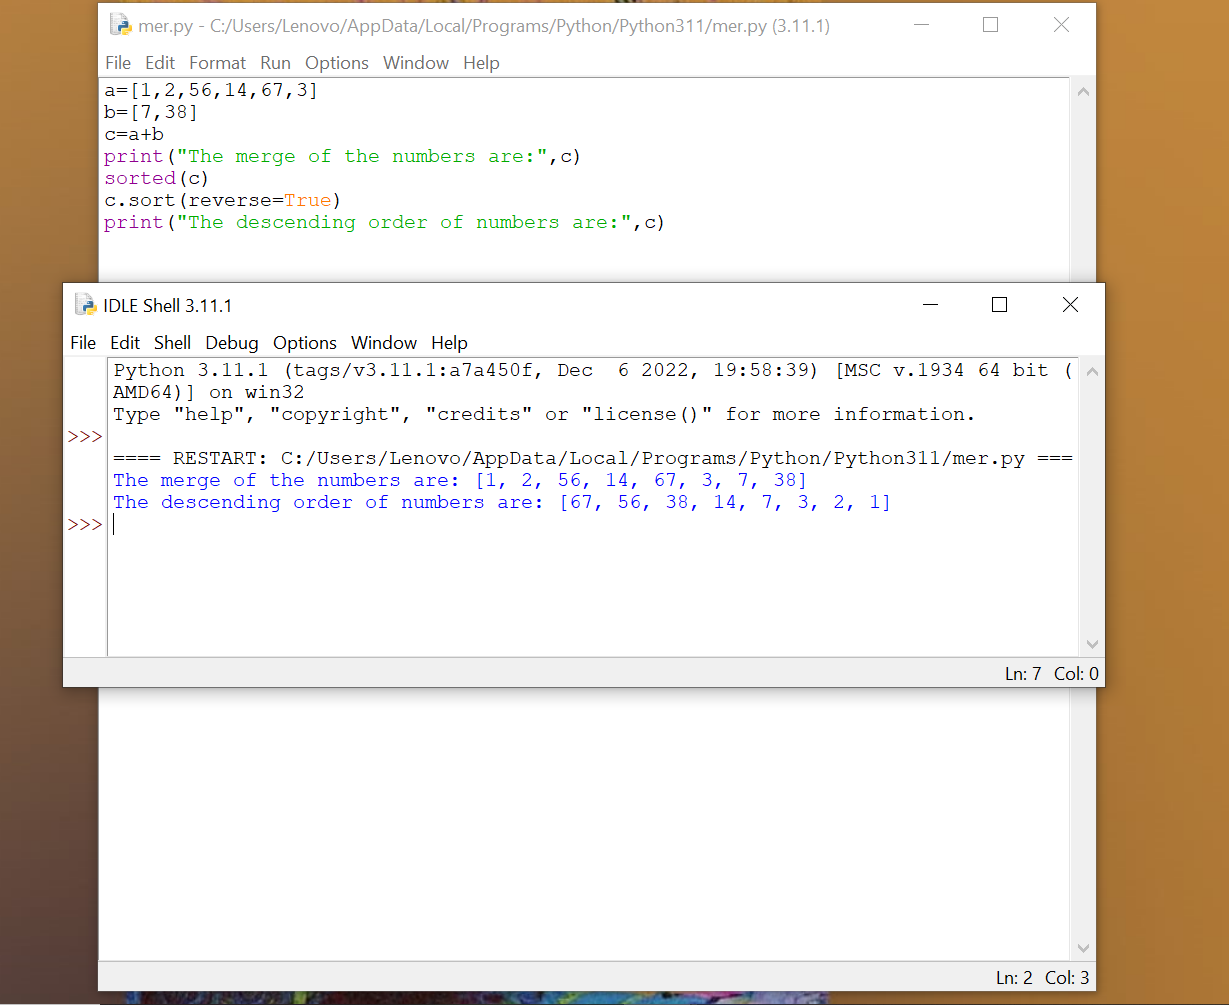 mer.py - C:/Users/Lenovo/AppData/Local/Programs/Python/Python311/mer.py (3.11.1)
File Edit Format Run Options Window Help
a=[1,2,56,14,67,3]
b=[7,38]
c=a+b
print("The merge of the numbers are:",c)
sorted(c)
c.sort(reverse=True)
print("The descending order of numbers are:",c)
IDLE Shell 3.11.1
File Edit Shell Debug Options Window Help
Python 3.11.1 (tags/v3.11.1:a7a450f, Dec  6 2022, 19:58:39) [MSC v.1934 64 bit (
AMD64)] on win32
Type "help", "copyright", "credits" or "license()" for more information.
>>>
==== RESTART: C:/Users/Lenovo/AppData/Local/Programs/Python/Python311/mer.py ===
The merge of the numbers are: [1, 2, 56, 14, 67, 3, 7, 38]
The descending order of numbers are: [67, 56, 38, 14, 7, 3, 2, 1]
>>>
Ln: 7 Col: 0
Ln: 2 Col: 3